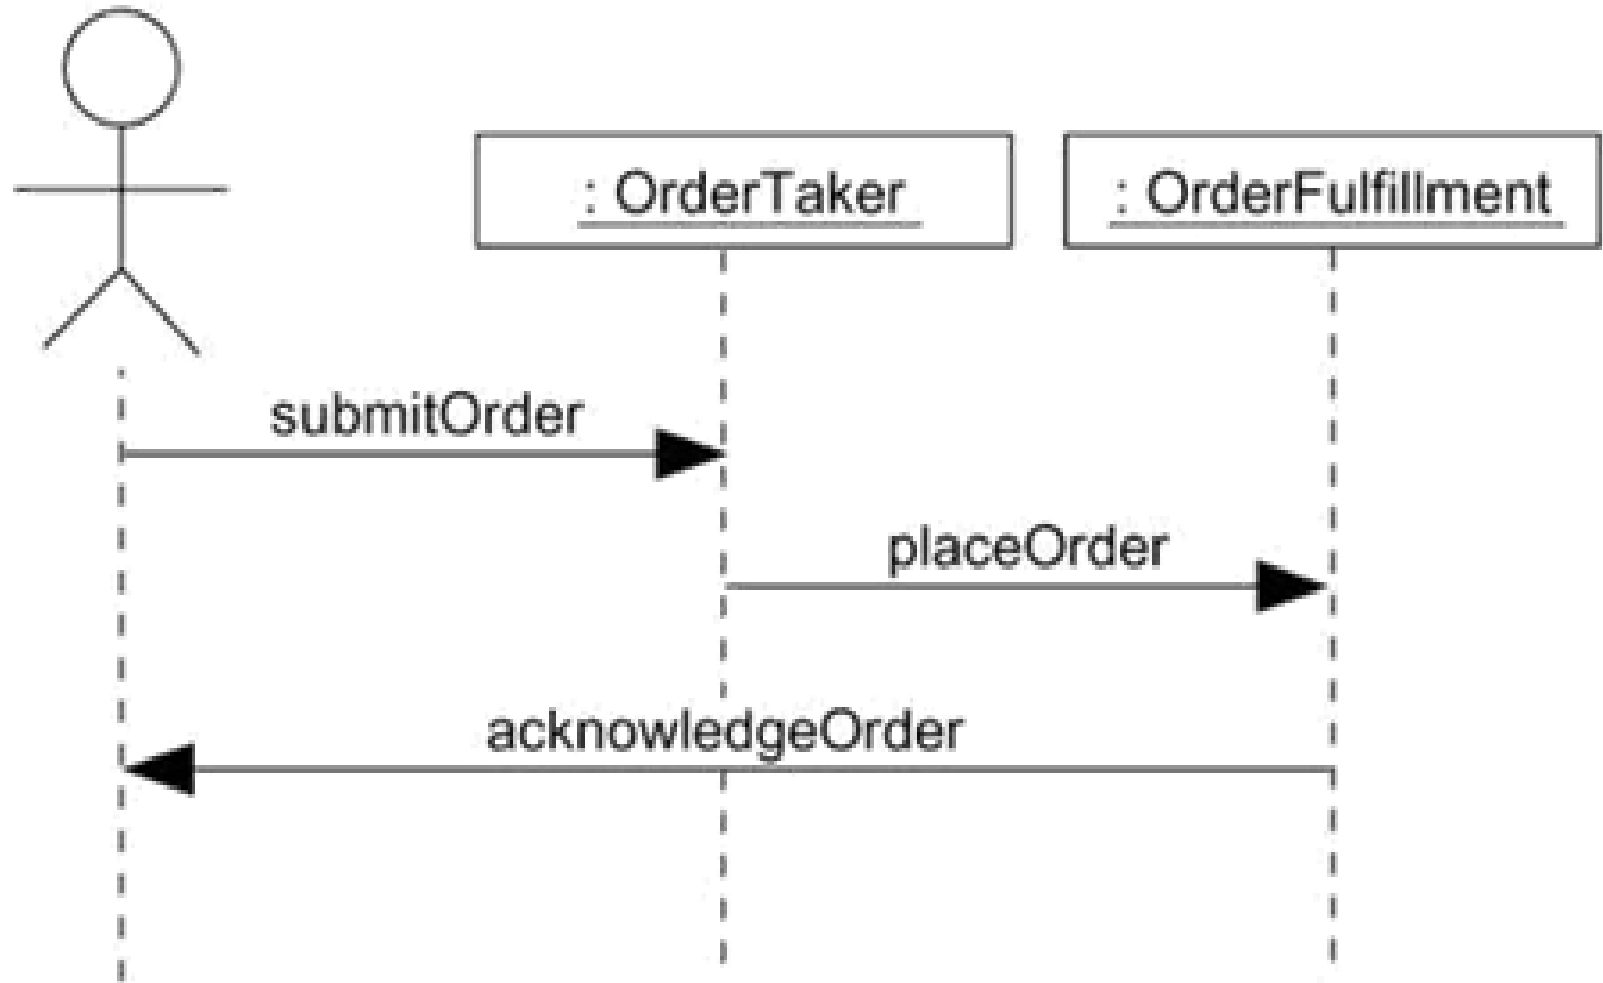 : OrderTaker
: OrderFulfillment
submitOrder
placeOrder
acknowledgeOrder